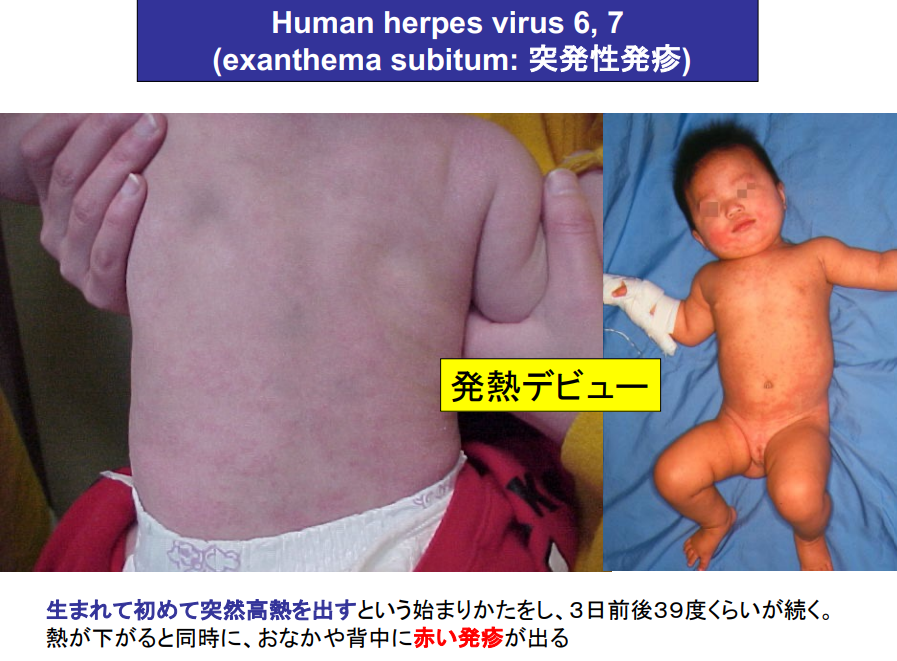 Human herpes virus 6, 7
(exanthema subitum: 突発性発疹)
発熱デビュー
生まれて初めて突然高熱を出すという始まりかたをし、３日前後３９度くらいが続く。
熱が下がると同時に、おなかや背中に赤い発疹が出る